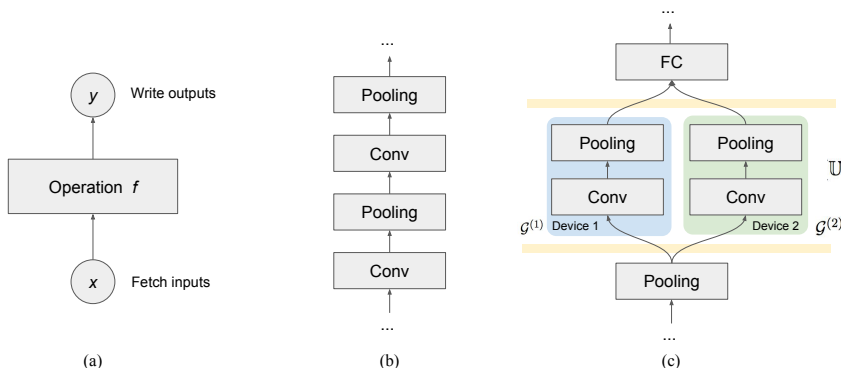 y
Write outputs
Operation f
x
Fetch inputs
(a)
...
Pooling
Conv
Pooling
Conv
...
(b)
...
FC
Pooling
Pooling
𝕌
Conv
Conv
𝒢⁽¹⁾ Device 1
Device 2 𝒢⁽²⁾
Pooling
...
(c)